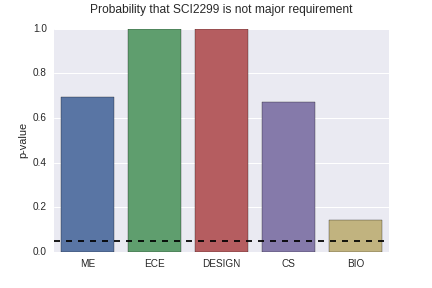 Probability that SCI2299 is not major requirement
1.0
0.8
0.6
0.4
0.2
0.0
p-value
ME ECE DESIGN CS BIO